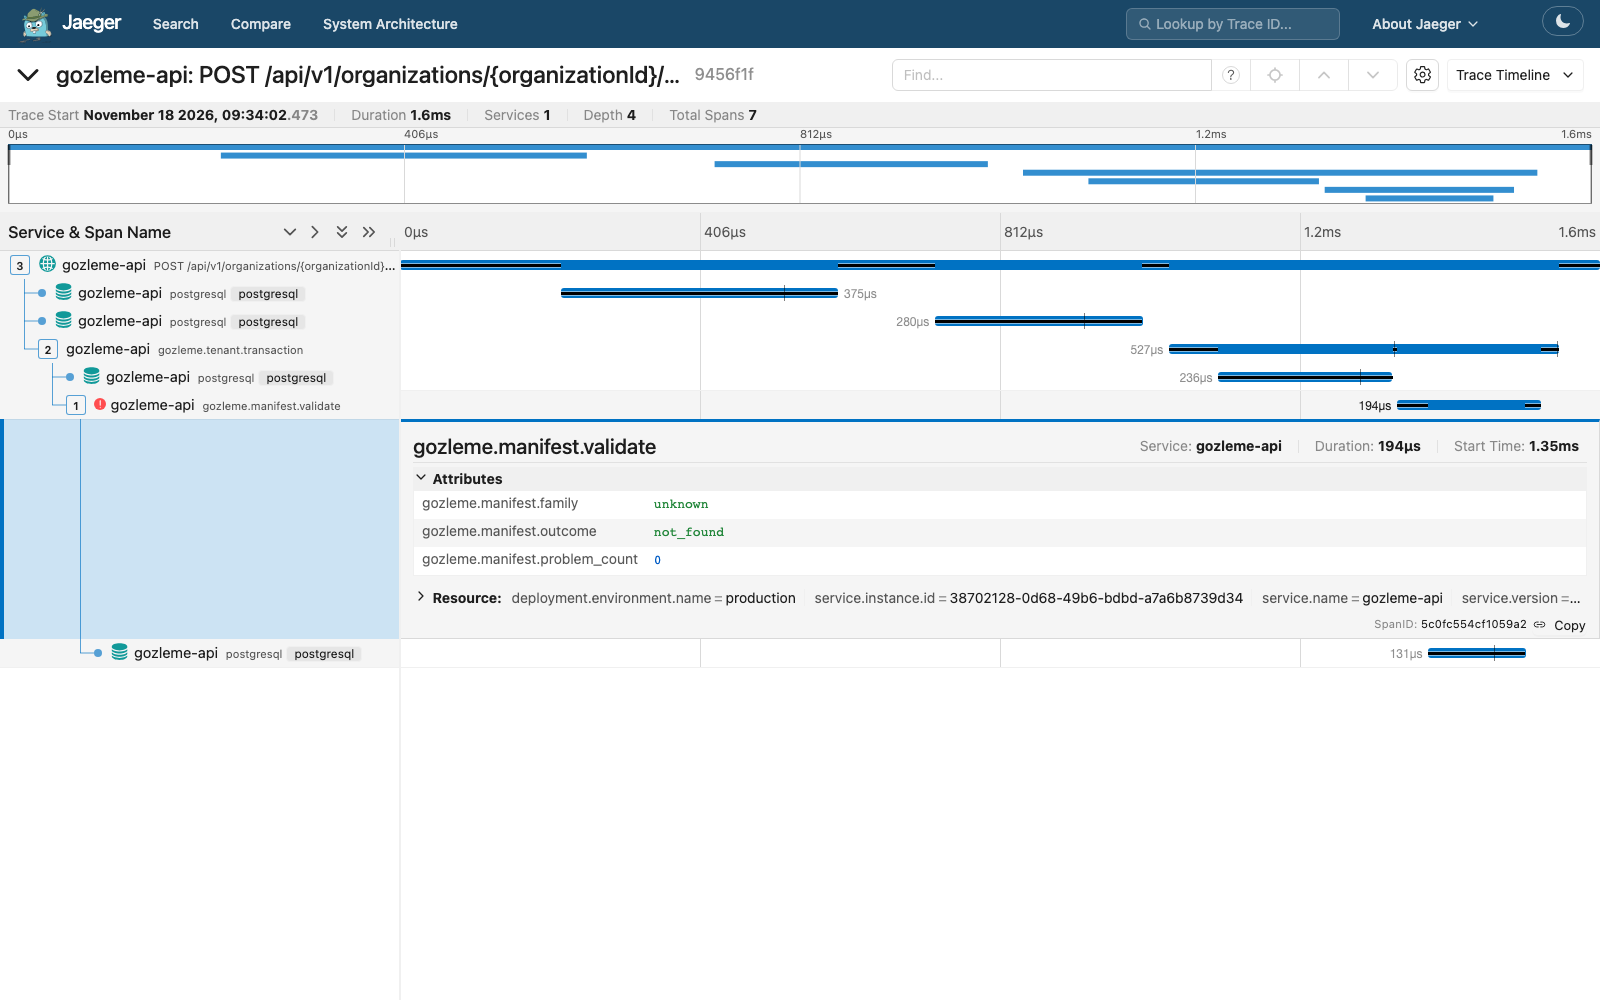 Jaeger Search Compare System Architecture Lookup by Trace ID... About Jaeger
gozleme-api: POST /api/v1/organizations/{organizationId}/... 9456f1f Find... ? Trace Timeline
Trace Start November 18 2026, 09:34:02.473 Duration 1.6ms Services 1 Depth 4 Total Spans 7
0μs 406μs 812μs 1.2ms 1.6ms
Service & Span Name 0μs 406μs 812μs 1.2ms 1.6ms
3 gozleme-api POST /api/v1/organizations/{organizationId}...
gozleme-api postgresql postgresql 375μs
gozleme-api postgresql postgresql 280μs
2 gozleme-api gozleme.tenant.transaction 527μs
gozleme-api postgresql postgresql 236μs
1 gozleme-api gozleme.manifest.validate 194μs
gozleme.manifest.validate Service: gozleme-api Duration: 194μs Start Time: 1.35ms
Attributes
gozleme.manifest.family unknown
gozleme.manifest.outcome not_found
gozleme.manifest.problem_count 0
Resource: deployment.environment.name = production service.instance.id = 38702128-0d68-49b6-bdbd-a7a6b8739d34 service.name = gozleme-api service.version =...
SpanID: 5c0fc554cf1059a2 Copy
gozleme-api postgresql postgresql 131μs